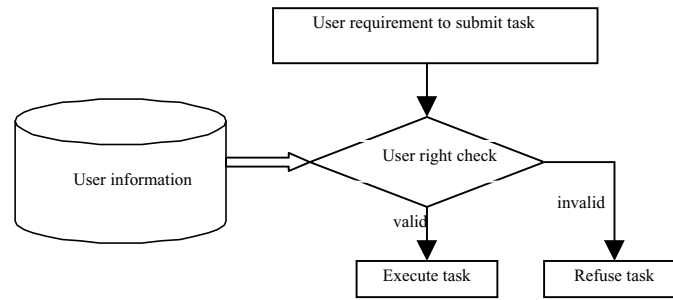 User requirement to submit task
User right check
User information
valid
invalid
Execute task
Refuse task